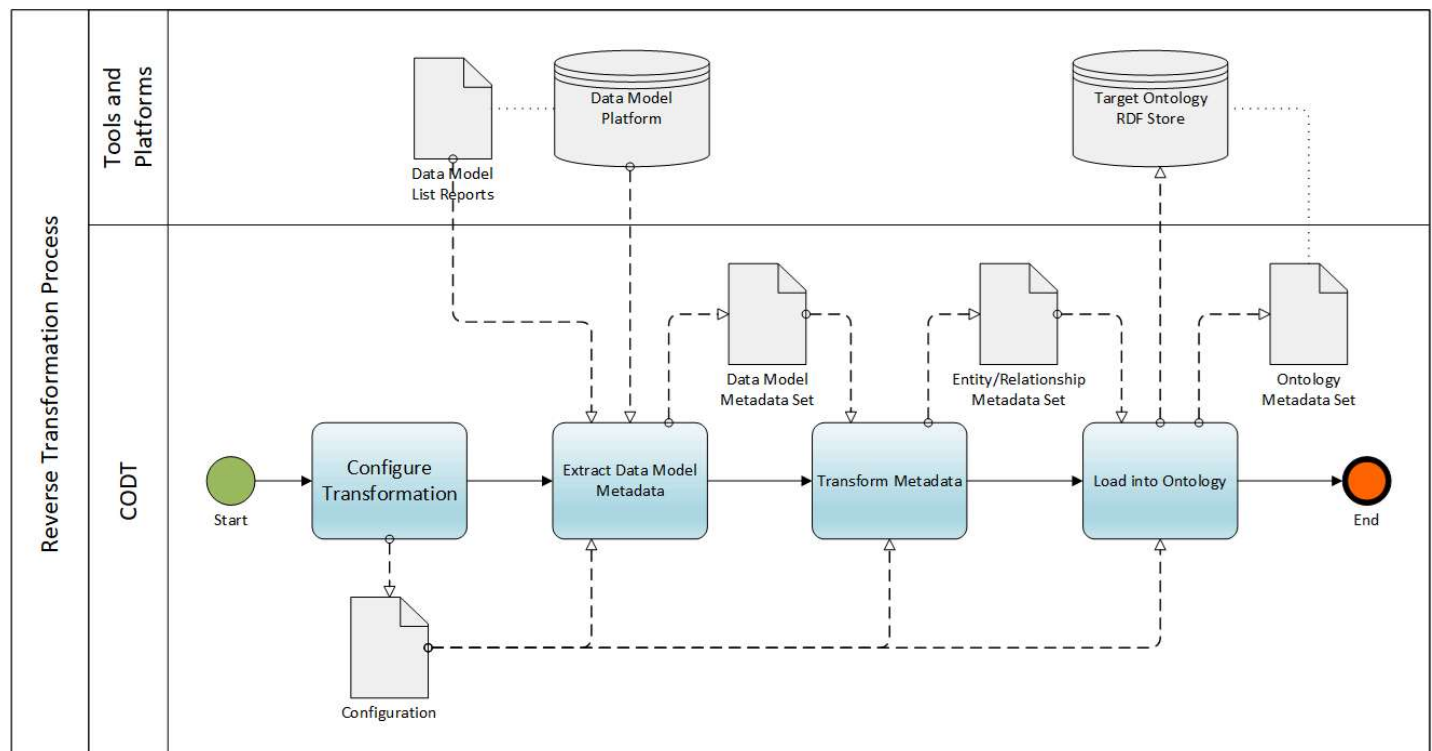 Reverse Transformation Process
Tools and
Platforms
Data Model
List Reports
Data Model
Platform
Target Ontology
RDF Store
CODT
Data Model
Metadata Set
Entity/Relationship
Metadata Set
Ontology
Metadata Set
Start
Configure
Transformation
Extract Data Model
Metadata
Transform Metadata
Load into Ontology
End
Configuration